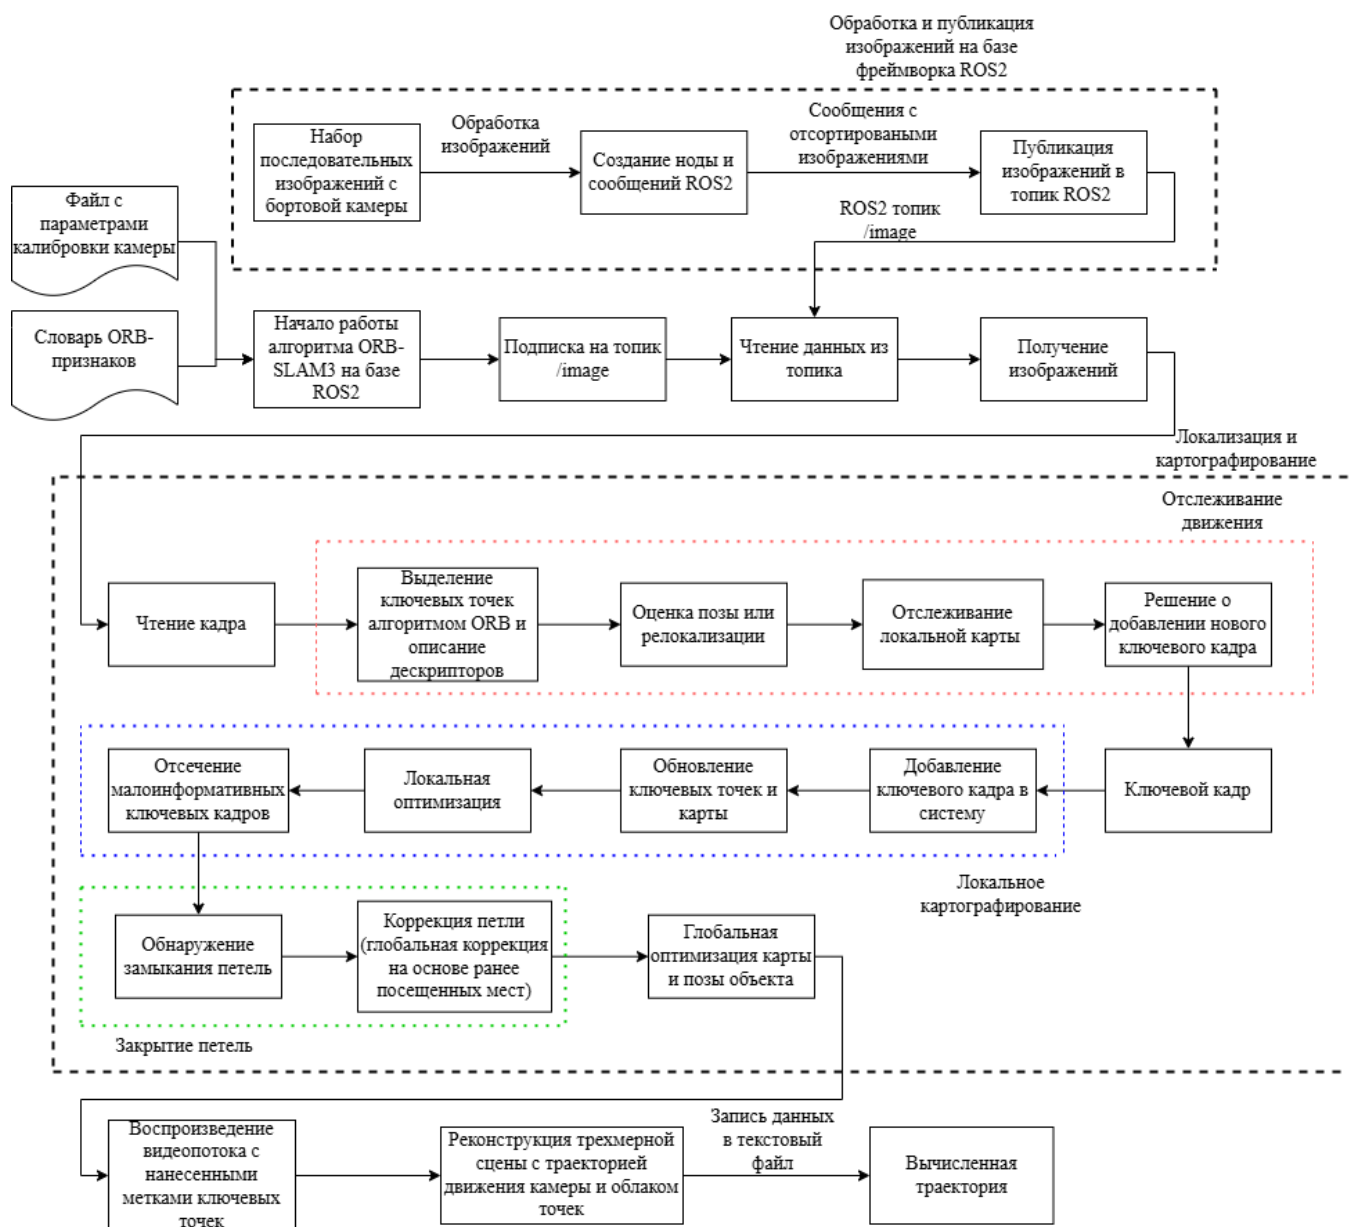 Обработка и публикация
изображений на базе
фреймворка ROS2
Набор
последовательных
изображений с
бортовой камеры
Обработка
изображений
Создание ноды и
сообщений ROS2
Сообщения с
отсортироваными
изображениями
Публикация
изображений в
топик ROS2
ROS2 топик
/image
Файл с
параметрами
калибровки камеры
Словарь ORB-
признаков
Начало работы
алгоритма ORB-
SLAM3 на базе
ROS2
Подписка на топик
/image
Чтение данных из
топика
Получение
изображений
Локализация и
картографирование
Отслеживание
движения
Чтение кадра
Выделение
ключевых точек
алгоритмом ORB и
описание
дескрипторов
Оценка позы или
релокализации
Отслеживание
локальной карты
Решение о
добавлении нового
ключевого кадра
Отсечение
малоинформативных
ключевых кадров
Локальная
оптимизация
Обновление
ключевых точек и
карты
Добавление
ключевого кадра в
систему
Ключевой кадр
Локальное
картографирование
Обнаружение
замыкания петель
Коррекция петли
(глобальная коррекция
на основе ранее
посещенных мест)
Глобальная
оптимизация карты
и позы объекта
Закрытие петель
Воспроизведение
видеопотока с
нанесенными
метками ключевых
точек
Реконструкция трехмерной
сцены с траекторией
движения камеры и облаком
точек
Запись данных
в текстовый
файл
Вычисленная
траектория